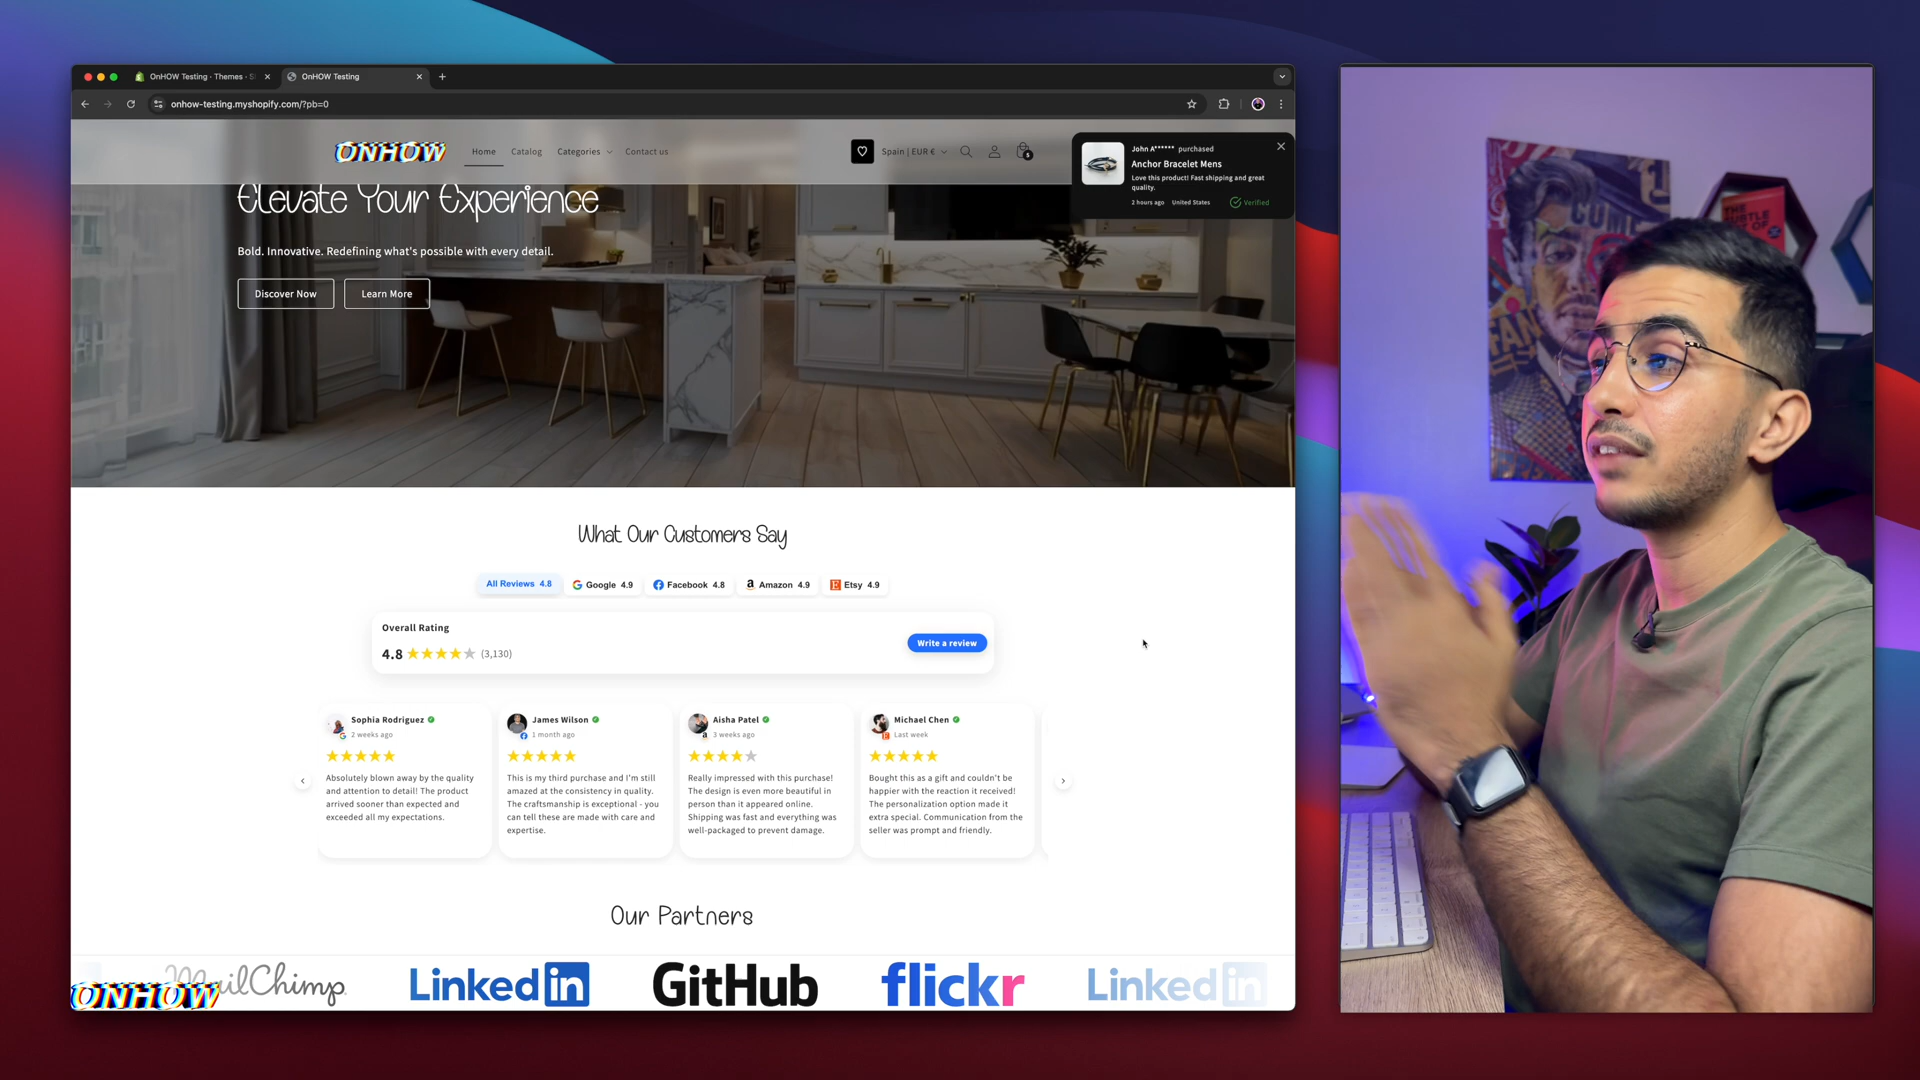 OnHOW Testing · Themes · S
OnHOW Testing
onhow-testing.myshopify.com/?pb=0
ONHOW
Home
Catalog
Categories
Contact us
Spain | EUR €
John A****** purchased
Anchor Bracelet Mens
Love this product! Fast shipping and great
quality.
2 hours ago
United States
Verified
Elevate Your Experience
Bold. Innovative. Redefining what's possible with every detail.
Discover Now
Learn More
What Our Customers Say
All Reviews 4.8
Google 4.9
Facebook 4.8
Amazon 4.9
Etsy 4.9
Overall Rating
4.8
(3,130)
Write a review
Sophia Rodriguez
2 weeks ago
Absolutely blown away by the quality
and attention to detail! The product
arrived sooner than expected and
exceeded all my expectations.
James Wilson
1 month ago
This is my third purchase and I'm still
amazed at the consistency in quality.
The craftsmanship is exceptional - you
can tell these are made with care and
expertise.
Aisha Patel
3 weeks ago
Really impressed with this purchase!
The design is even more beautiful in
person than it appeared online.
Shipping was fast and everything was
well-packaged to prevent damage.
Michael Chen
Last week
Bought this as a gift and couldn't be
happier with the reaction it received!
The personalization option made it
extra special. Communication from the
seller was prompt and friendly.
Our Partners
MailChimp
LinkedIn
GitHub
flickr
LinkedIn
ONHOW
THE